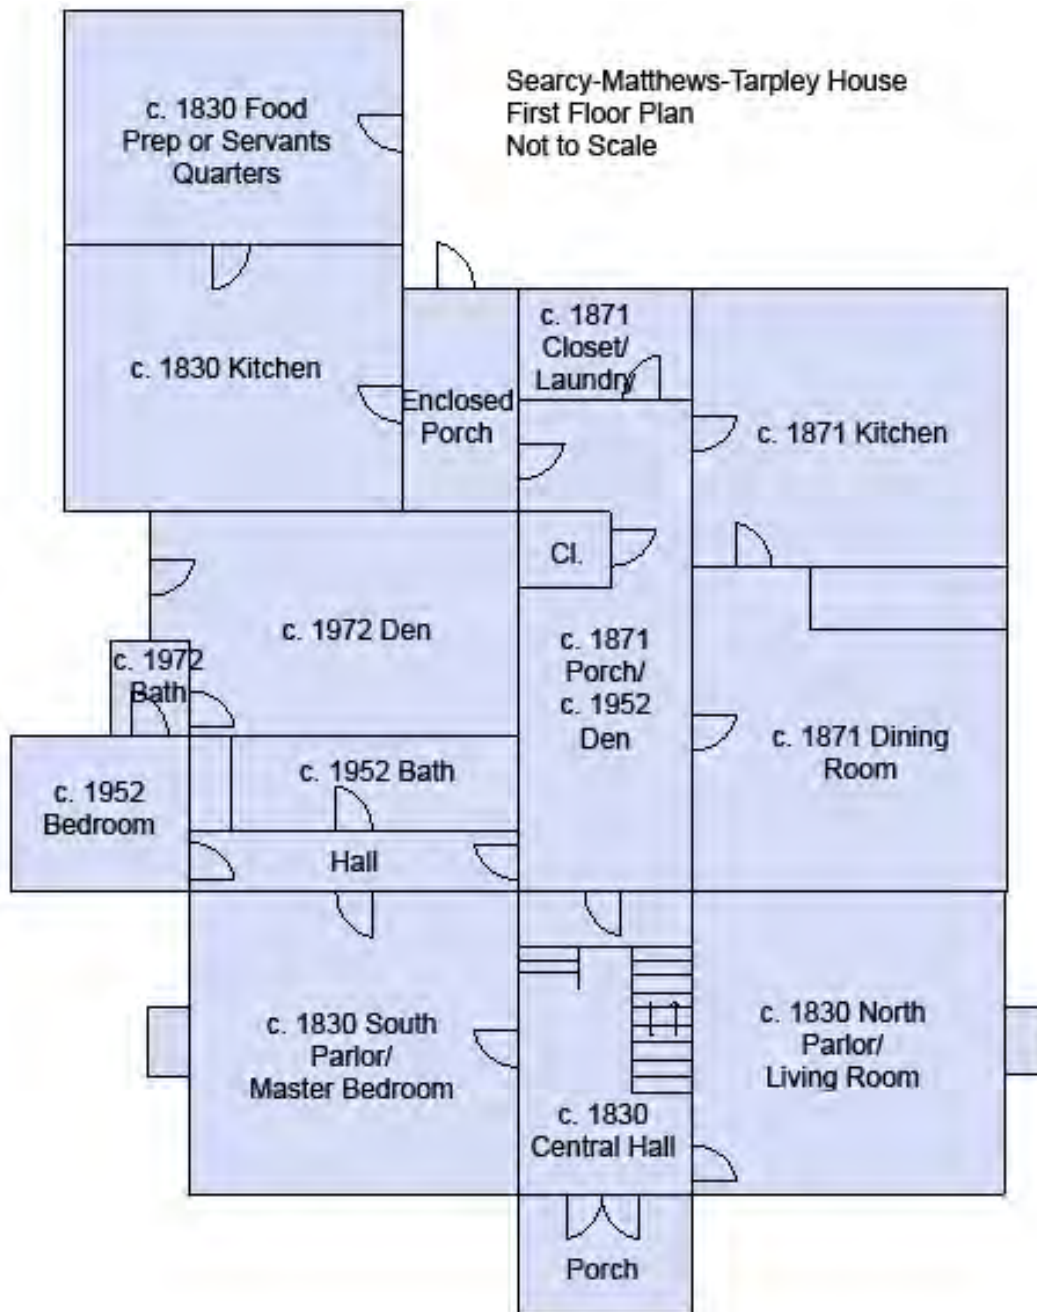 Searcy-Matthews-Tarpley House
First Floor Plan
Not to Scale
c. 1830 Food
Prep or Servants
Quarters
c. 1830 Kitchen
Enclosed
Porch
c. 1871
Closet/
Laundry
c. 1871 Kitchen
Cl.
c. 1972 Den
c. 1871
Porch/
c. 1952
Den
c. 1972
Bath
c. 1871 Dining
Room
c. 1952 Bath
c. 1952
Bedroom
Hall
c. 1830 South
Parlor/
Master Bedroom
c. 1830 North
Parlor/
Living Room
c. 1830
Central Hall
Porch